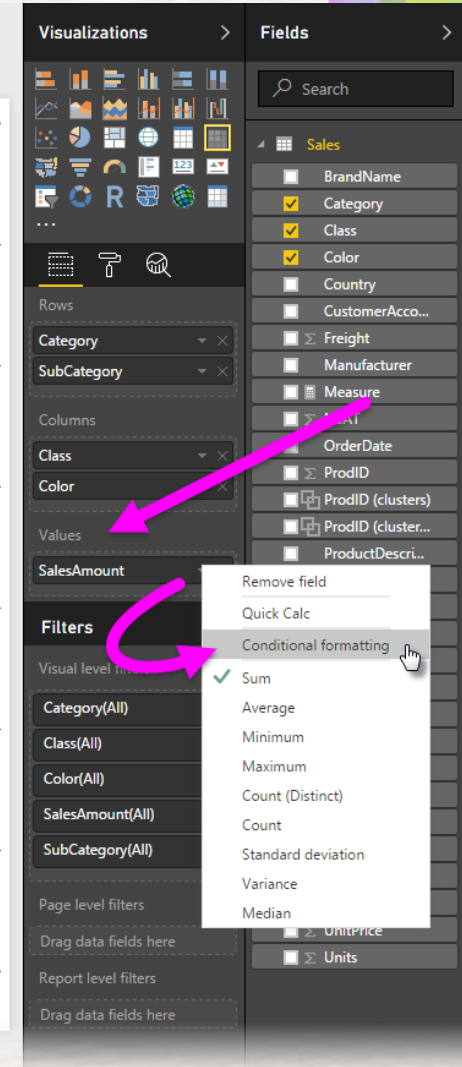 Visualizations
Fields
Search
Sales
BrandName
Category
Class
Color
Country
CustomerAcco...
Freight
Manufacturer
Measure
OrderDate
ProdID
ProdID (clusters)
ProdID (cluster...
ProductDescri...
UnitPrice
Units
R
123
...
Rows
Category
SubCategory
Columns
Class
Color
Values
SalesAmount
Remove field
Quick Calc
Conditional formatting
Sum
Average
Minimum
Maximum
Count (Distinct)
Count
Standard deviation
Variance
Median
Filters
Visual level
Category(All)
Class(All)
Color(All)
SalesAmount(All)
SubCategory(All)
Page level filters
Drag data fields here
Report level filters
Drag data fields here